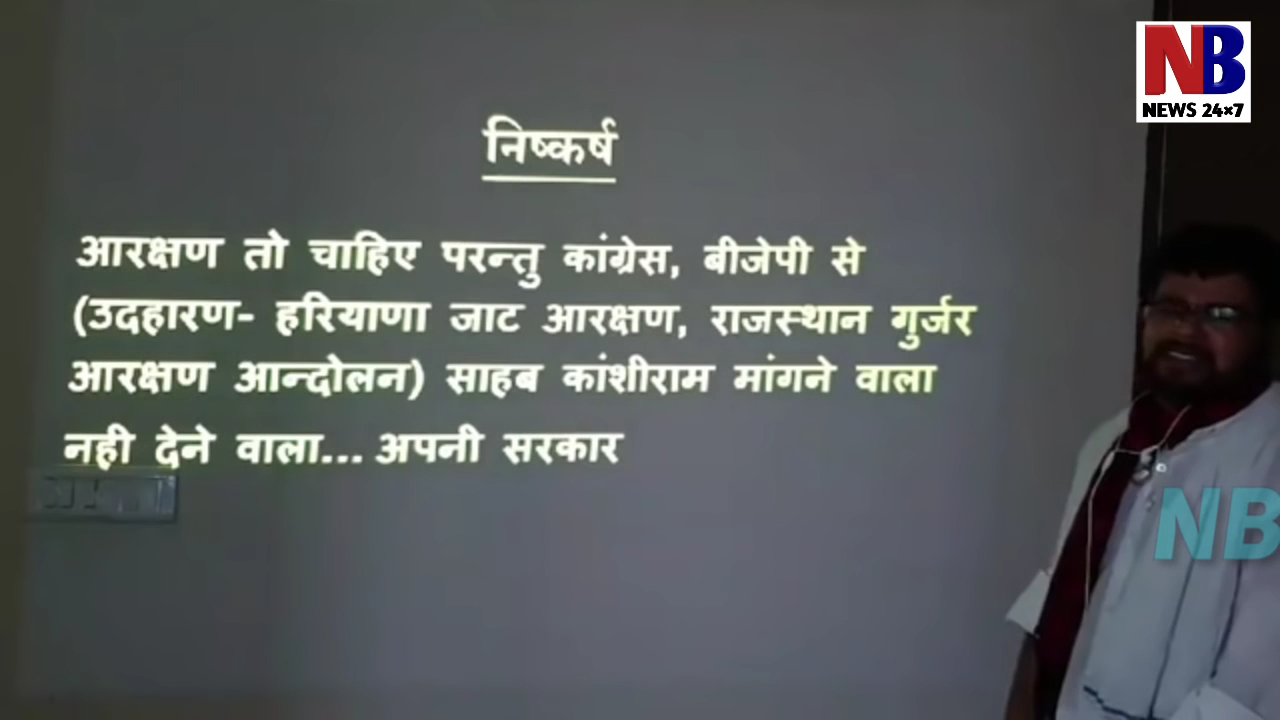 NB
NEWS 24×7
निष्कर्ष
आरक्षण तो चाहिए परन्तु कांग्रेस, बीजेपी से
(उदहारण- हरियाणा जाट आरक्षण, राजस्थान गुर्जर
आरक्षण आन्दोलन) साहब कांशीराम मांगने वाला
नही देने वाला... अपनी सरकार
NB